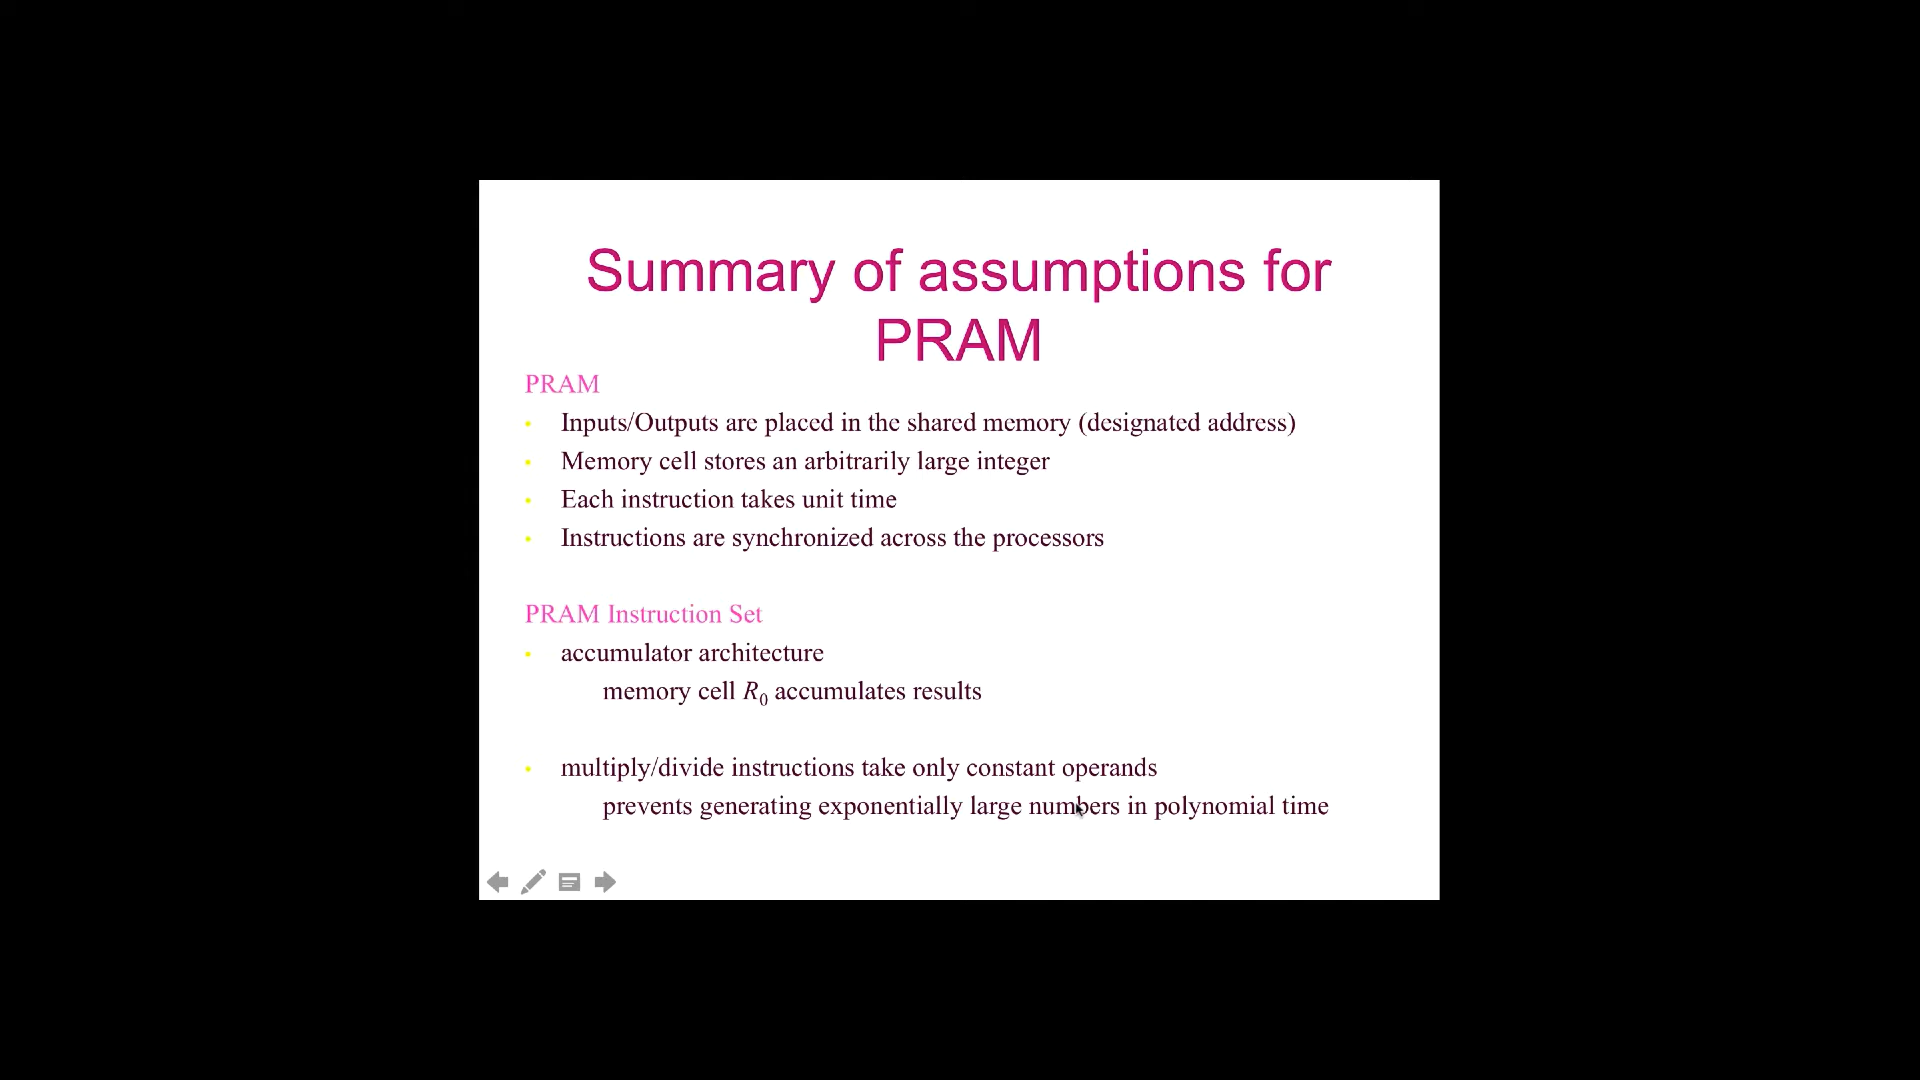 Summary of assumptions for
PRAM
PRAM
• Inputs/Outputs are placed in the shared memory (designated address)
• Memory cell stores an arbitrarily large integer
• Each instruction takes unit time
• Instructions are synchronized across the processors
PRAM Instruction Set
• accumulator architecture
memory cell R₀ accumulates results
• multiply/divide instructions take only constant operands
prevents generating exponentially large numbers in polynomial time